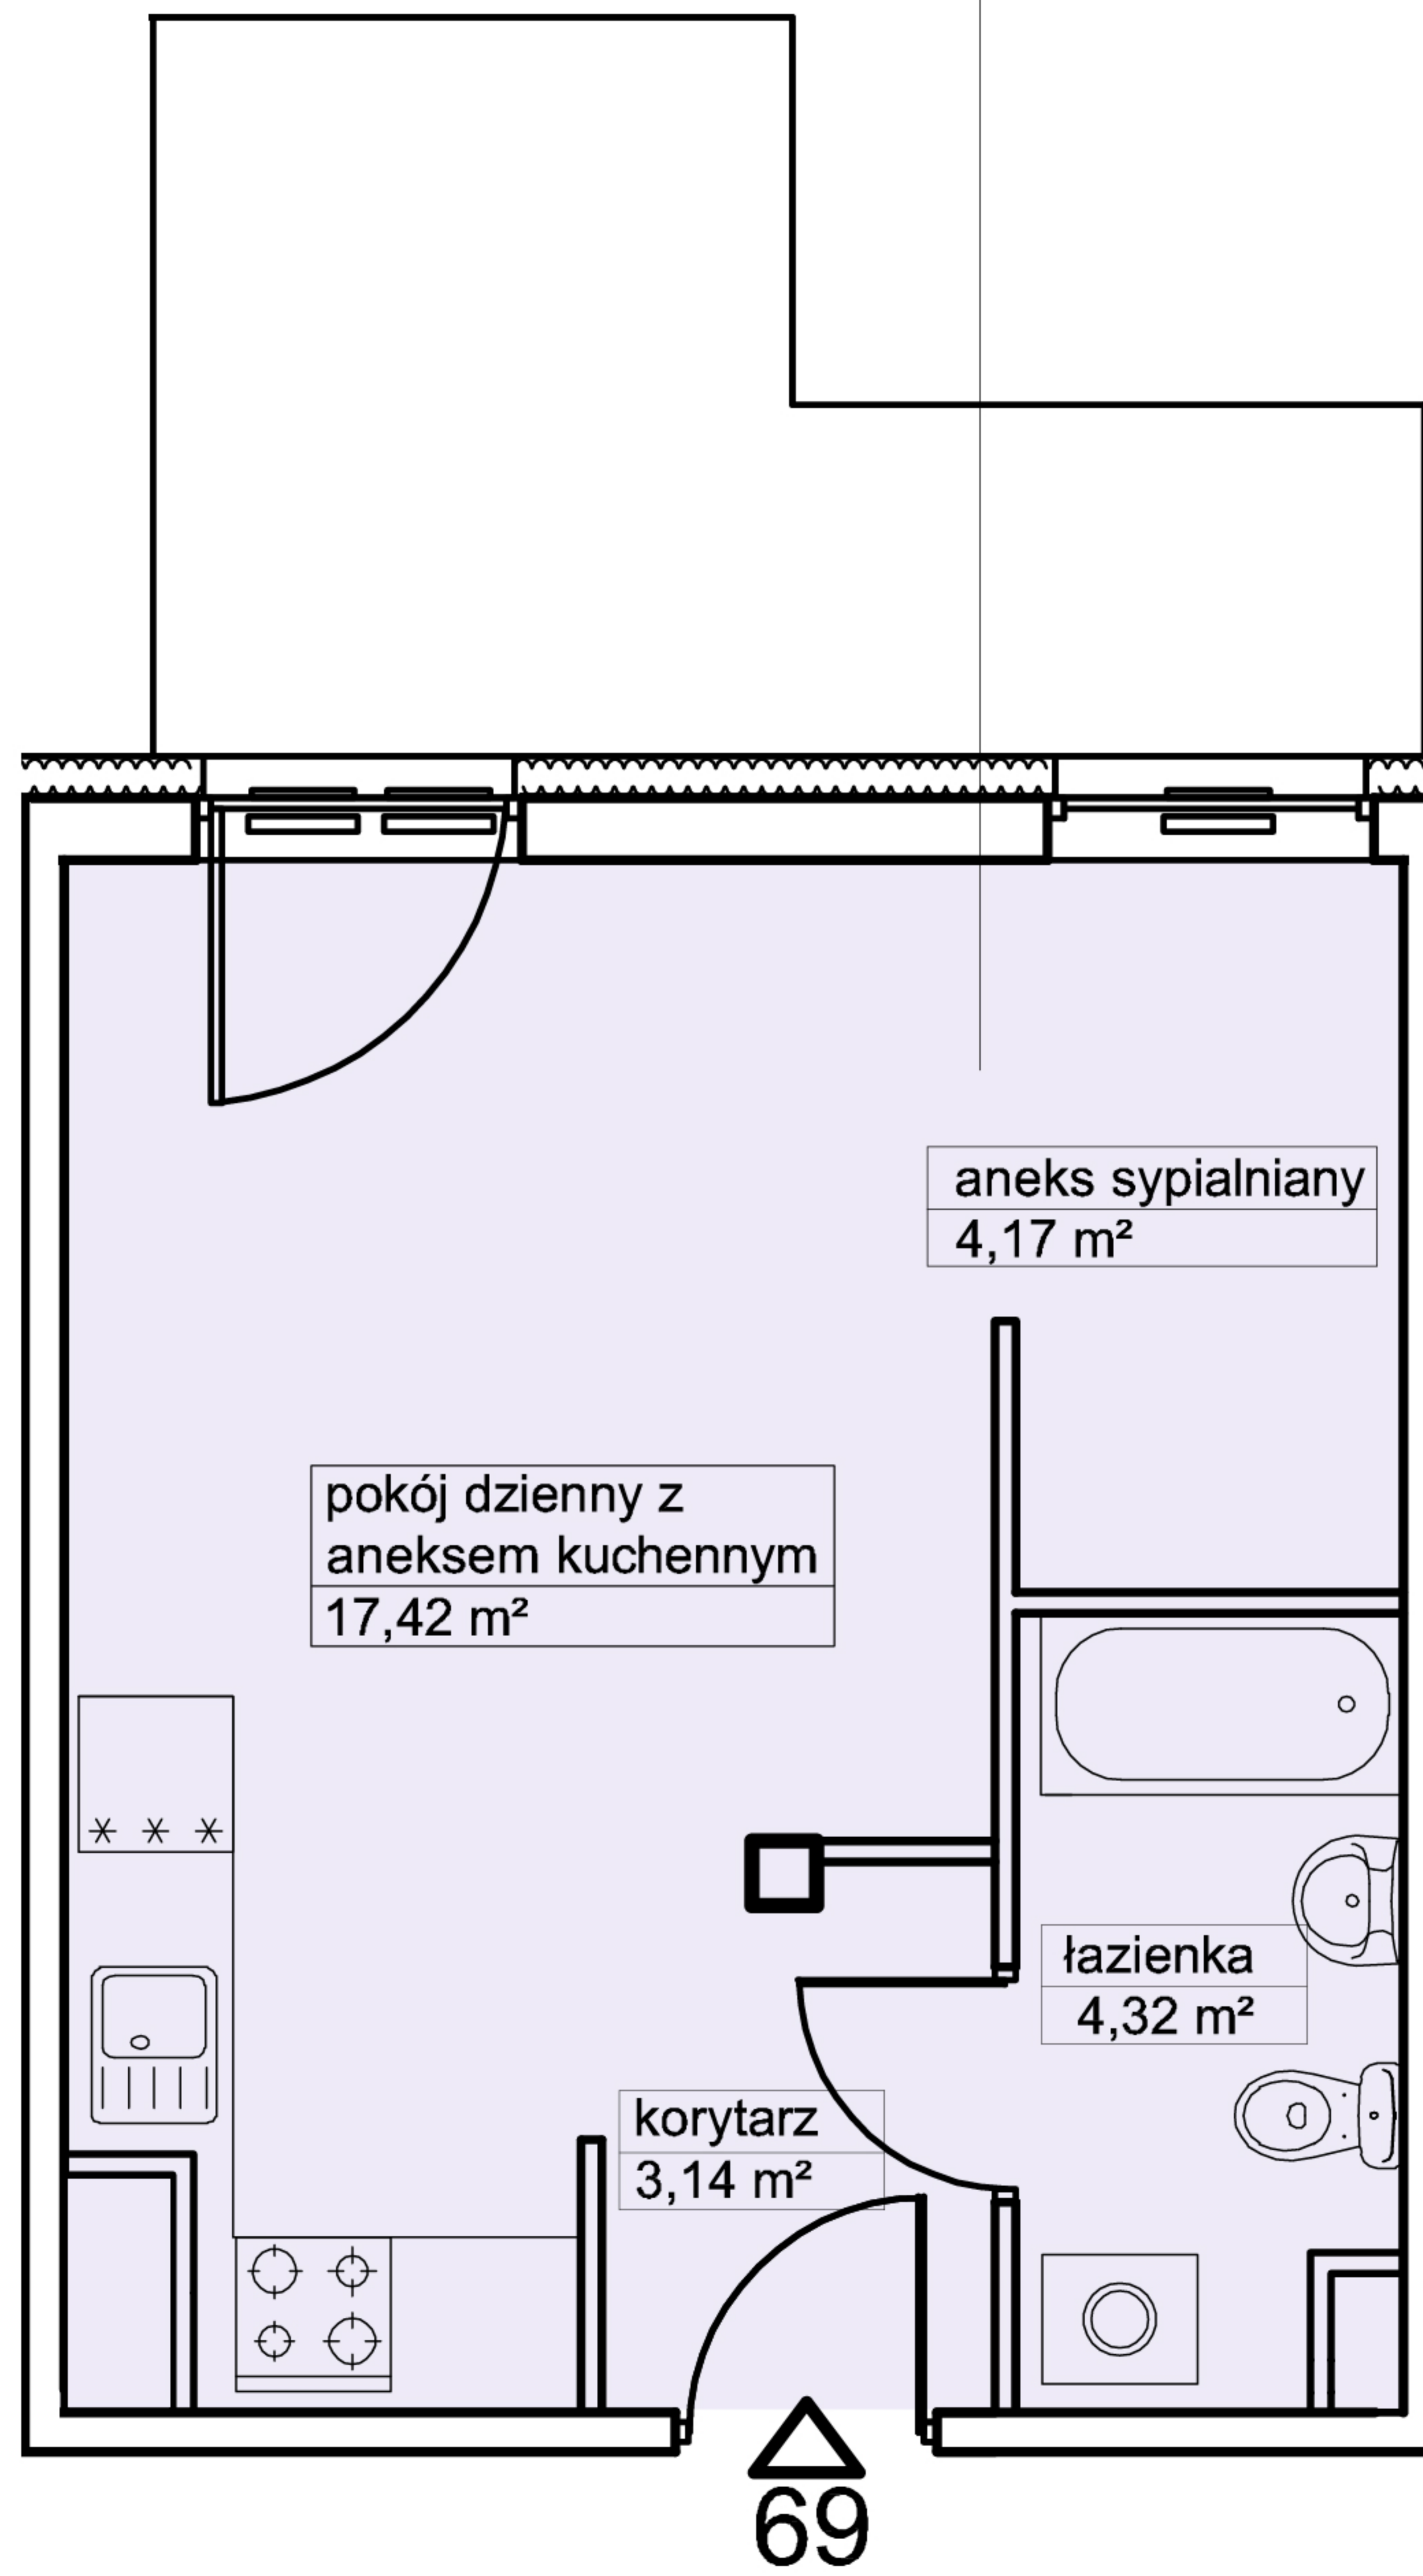 aneks sypialniany
4,17 m²
pokój dzienny z
aneksem kuchennym
17,42 m²
łazienka
4,32 m²
korytarz
3,14 m²
69